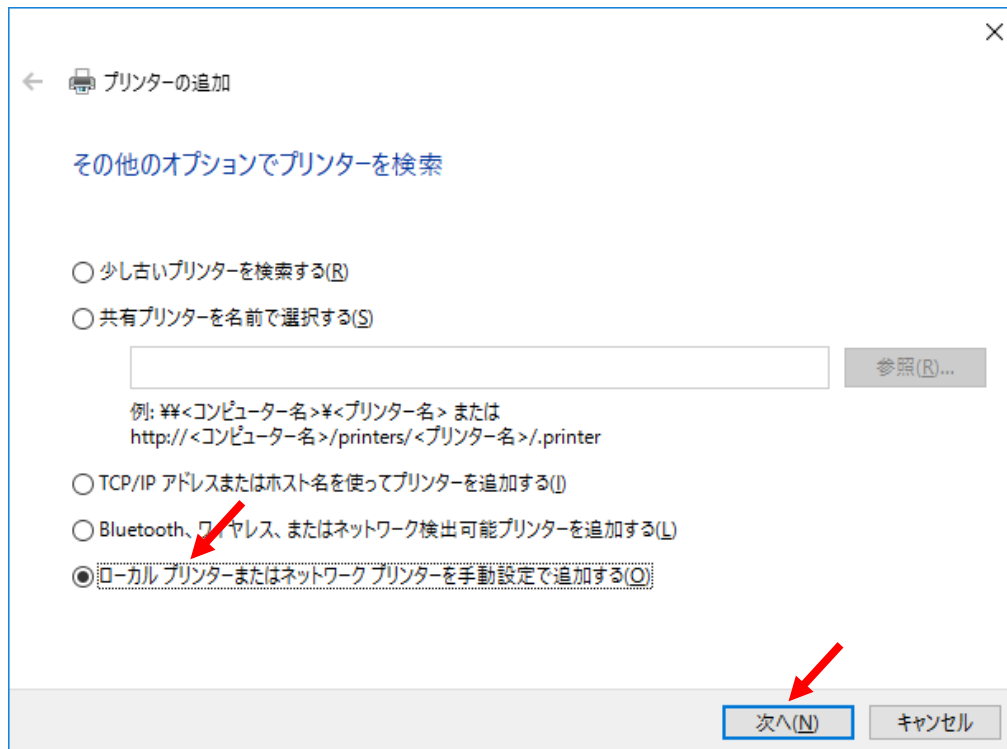 プリンターの追加
その他のオプションでプリンターを検索
少し古いプリンターを検索する(R)
共有プリンターを名前で選択する(S)
参照(R)...
例: ¥¥<コンピューター名>¥<プリンター名> または
http://<コンピューター名>/printers/<プリンター名>/.printer
TCP/IP アドレスまたはホスト名を使ってプリンターを追加する(I)
Bluetooth、ワイヤレス、またはネットワーク検出可能プリンターを追加する(L)
ローカル プリンターまたはネットワーク プリンターを手動設定で追加する(O)
次へ(N)
キャンセル